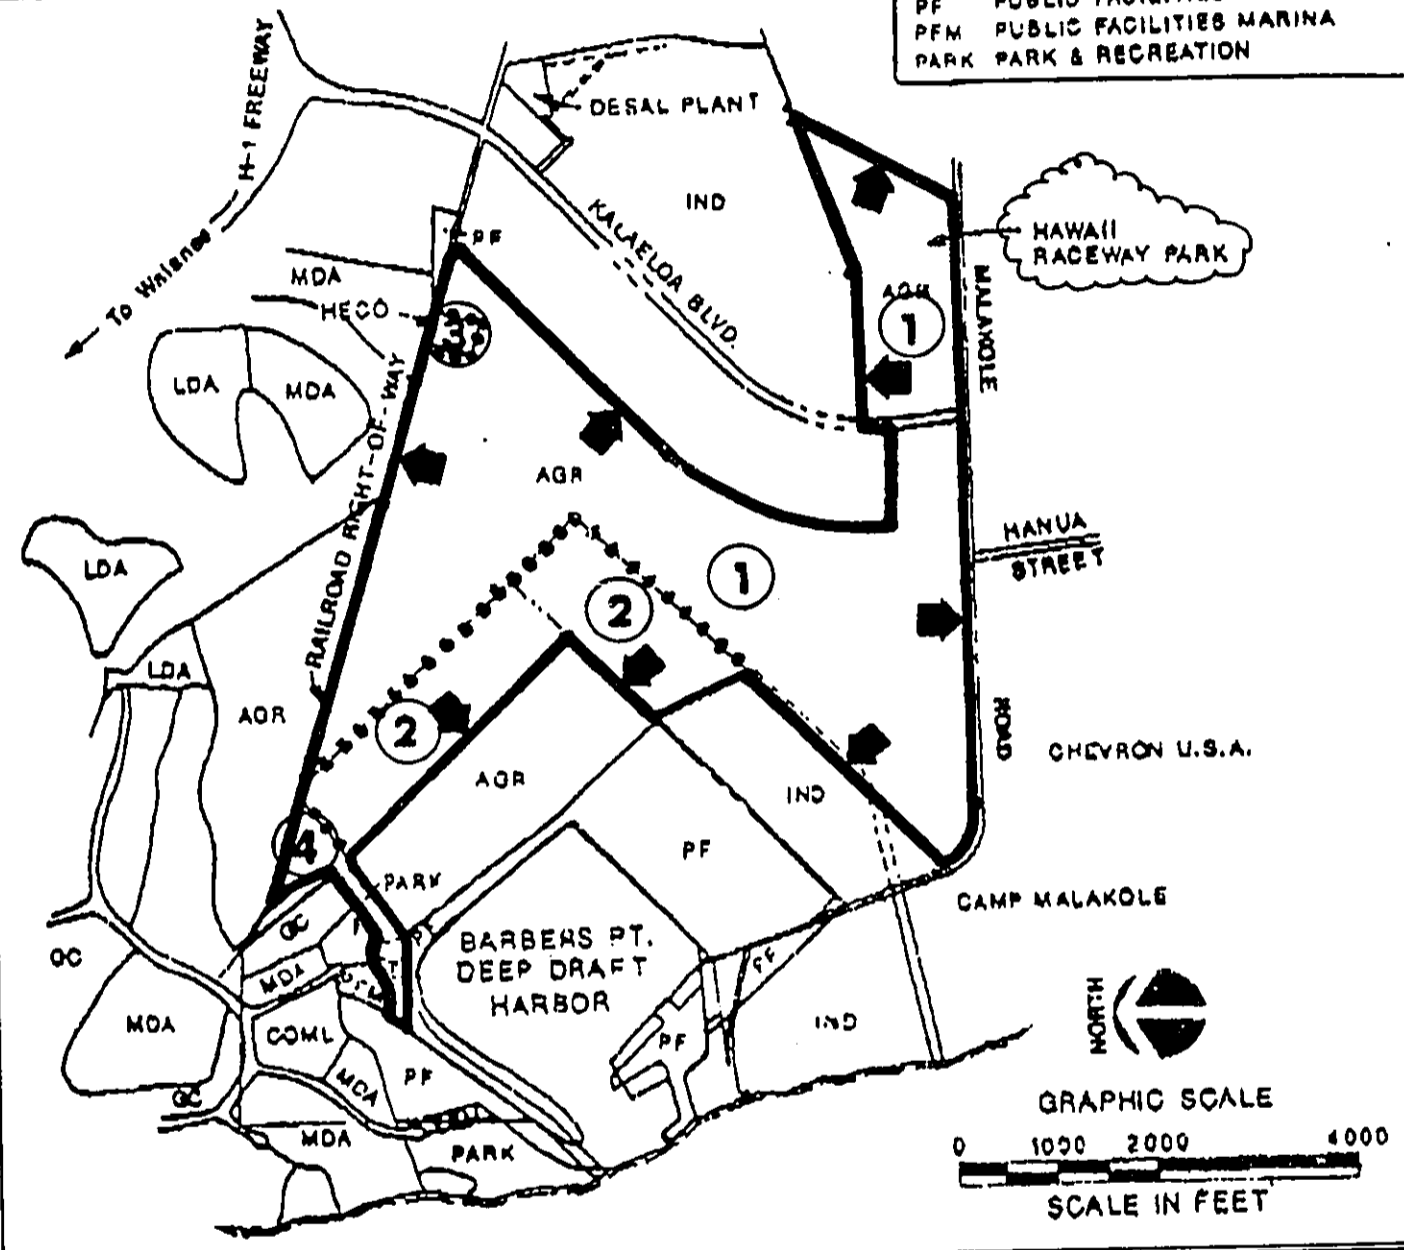 PF PUBLIC FACILITIES
PFM PUBLIC FACILITIES MARINA
PARK PARK & RECREATION
H-1 FREEWAY
DESAL PLANT
IND
KALAELOA BLVD.
HAWAII
RACEWAY PARK
To Waianae
PF
MDA
HECO
AGR
1
MALAKOLE
LDA
MDA
RAILROAD RIGHT-OF-WAY
3
AGR
HANUA
STREET
LDA
1
2
LDA
AGR
2
ROAD
CHEVRON U.S.A.
AGR
IND
4
PF
PARK
CAMP MALAKOLE
GC
PF
BARBERS PT.
DEEP DRAFT
HARBOR
GC
MDA
PF
MDA
COML
IND
PF
NORTH
MDA
PF
GC
MDA
PARK
GRAPHIC SCALE
0 1000 2000 4000
SCALE IN FEET